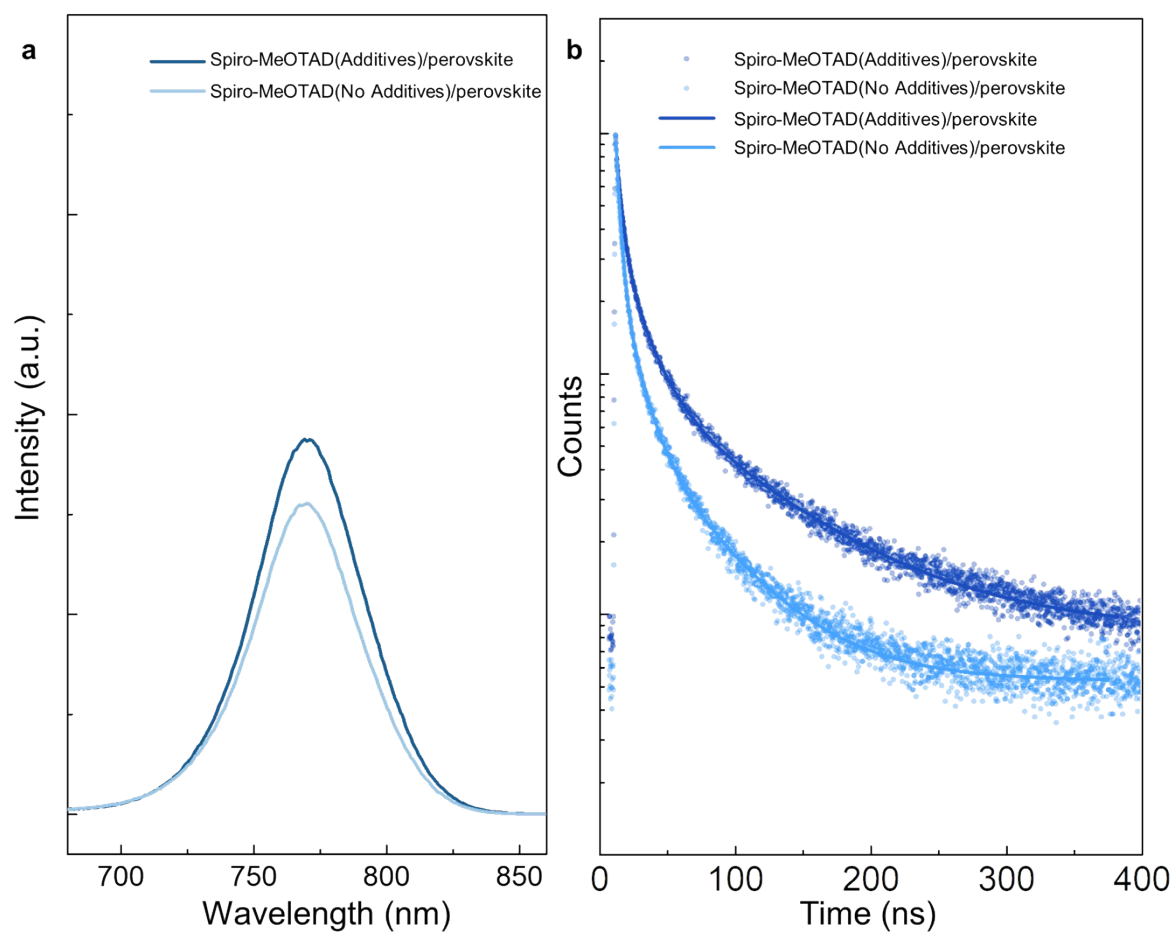 a
Spiro-MeOTAD(Additives)/perovskite
Spiro-MeOTAD(No Additives)/perovskite
Intensity (a.u.)
700 750 800 850
Wavelength (nm)
b
Spiro-MeOTAD(Additives)/perovskite
Spiro-MeOTAD(No Additives)/perovskite
Spiro-MeOTAD(Additives)/perovskite
Spiro-MeOTAD(No Additives)/perovskite
Counts
0 100 200 300 400
Time (ns)